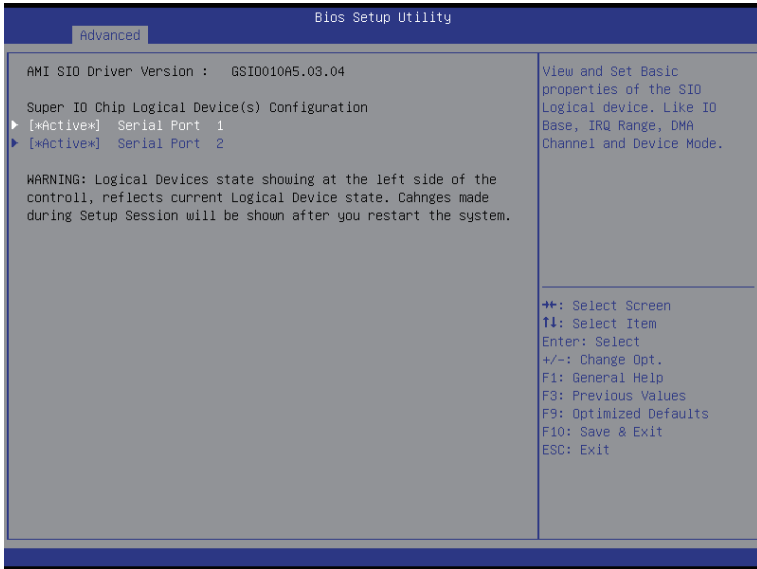 Bios Setup Utility
Advanced
AMI SIO Driver Version : GSIO010A5.03.04
Super IO Chip Logical Device(s) Configuration
[*Active*] Serial Port 1
[*Active*] Serial Port 2
WARNING: Logical Devices state showing at the left side of the
controll, reflects current Logical Device state. Cahnges made
during Setup Session will be shown after you restart the system.
View and Set Basic
properties of the SIO
Logical device. Like IO
Base, IRQ Range, DMA
Channel and Device Mode.
→←: Select Screen
↑↓: Select Item
Enter: Select
+/-: Change Opt.
F1: General Help
F3: Previous Values
F9: Optimized Defaults
F10: Save & Exit
ESC: Exit